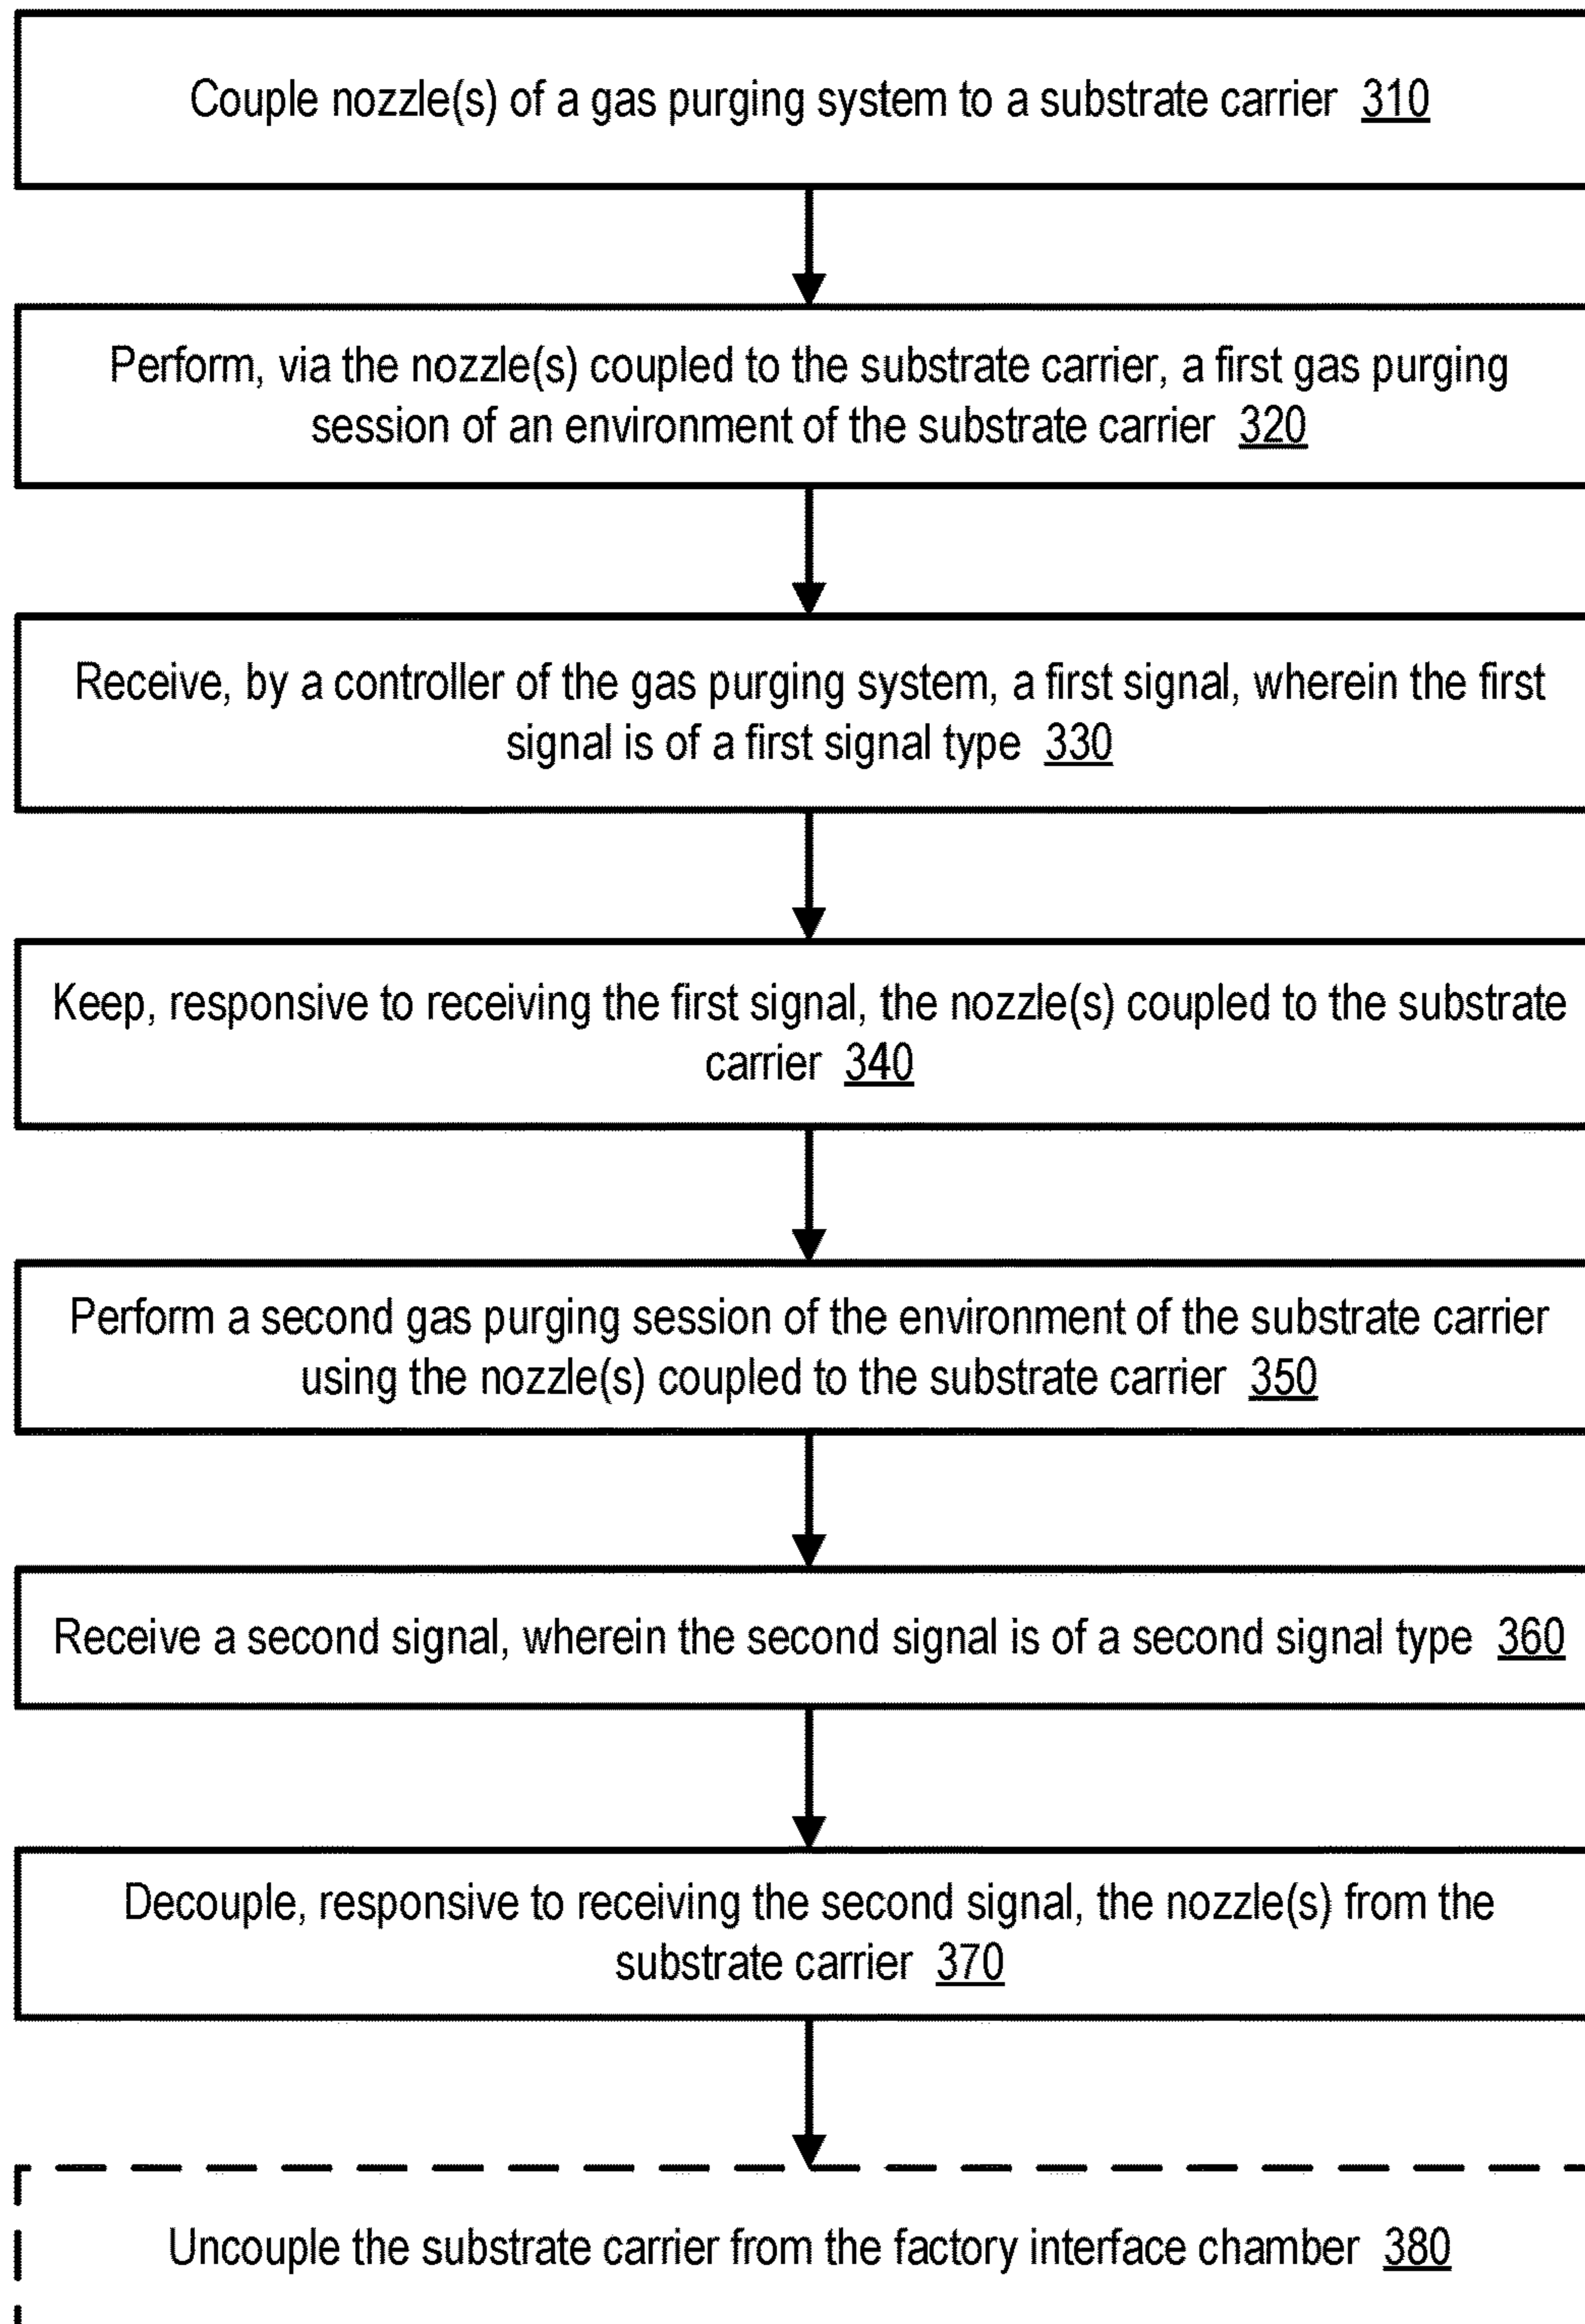 Couple nozzle(s) of a gas purging system to a substrate carrier 310
Perform, via the nozzle(s) coupled to the substrate carrier, a first gas purging
session of an environment of the substrate carrier 320
Receive, by a controller of the gas purging system, a first signal, wherein the first
signal is of a first signal type 330
Keep, responsive to receiving the first signal, the nozzle(s) coupled to the substrate
carrier 340
Perform a second gas purging session of the environment of the substrate carrier
using the nozzle(s) coupled to the substrate carrier 350
Receive a second signal, wherein the second signal is of a second signal type 360
Decouple, responsive to receiving the second signal, the nozzle(s) from the
substrate carrier 370
Uncouple the substrate carrier from the factory interface chamber 380